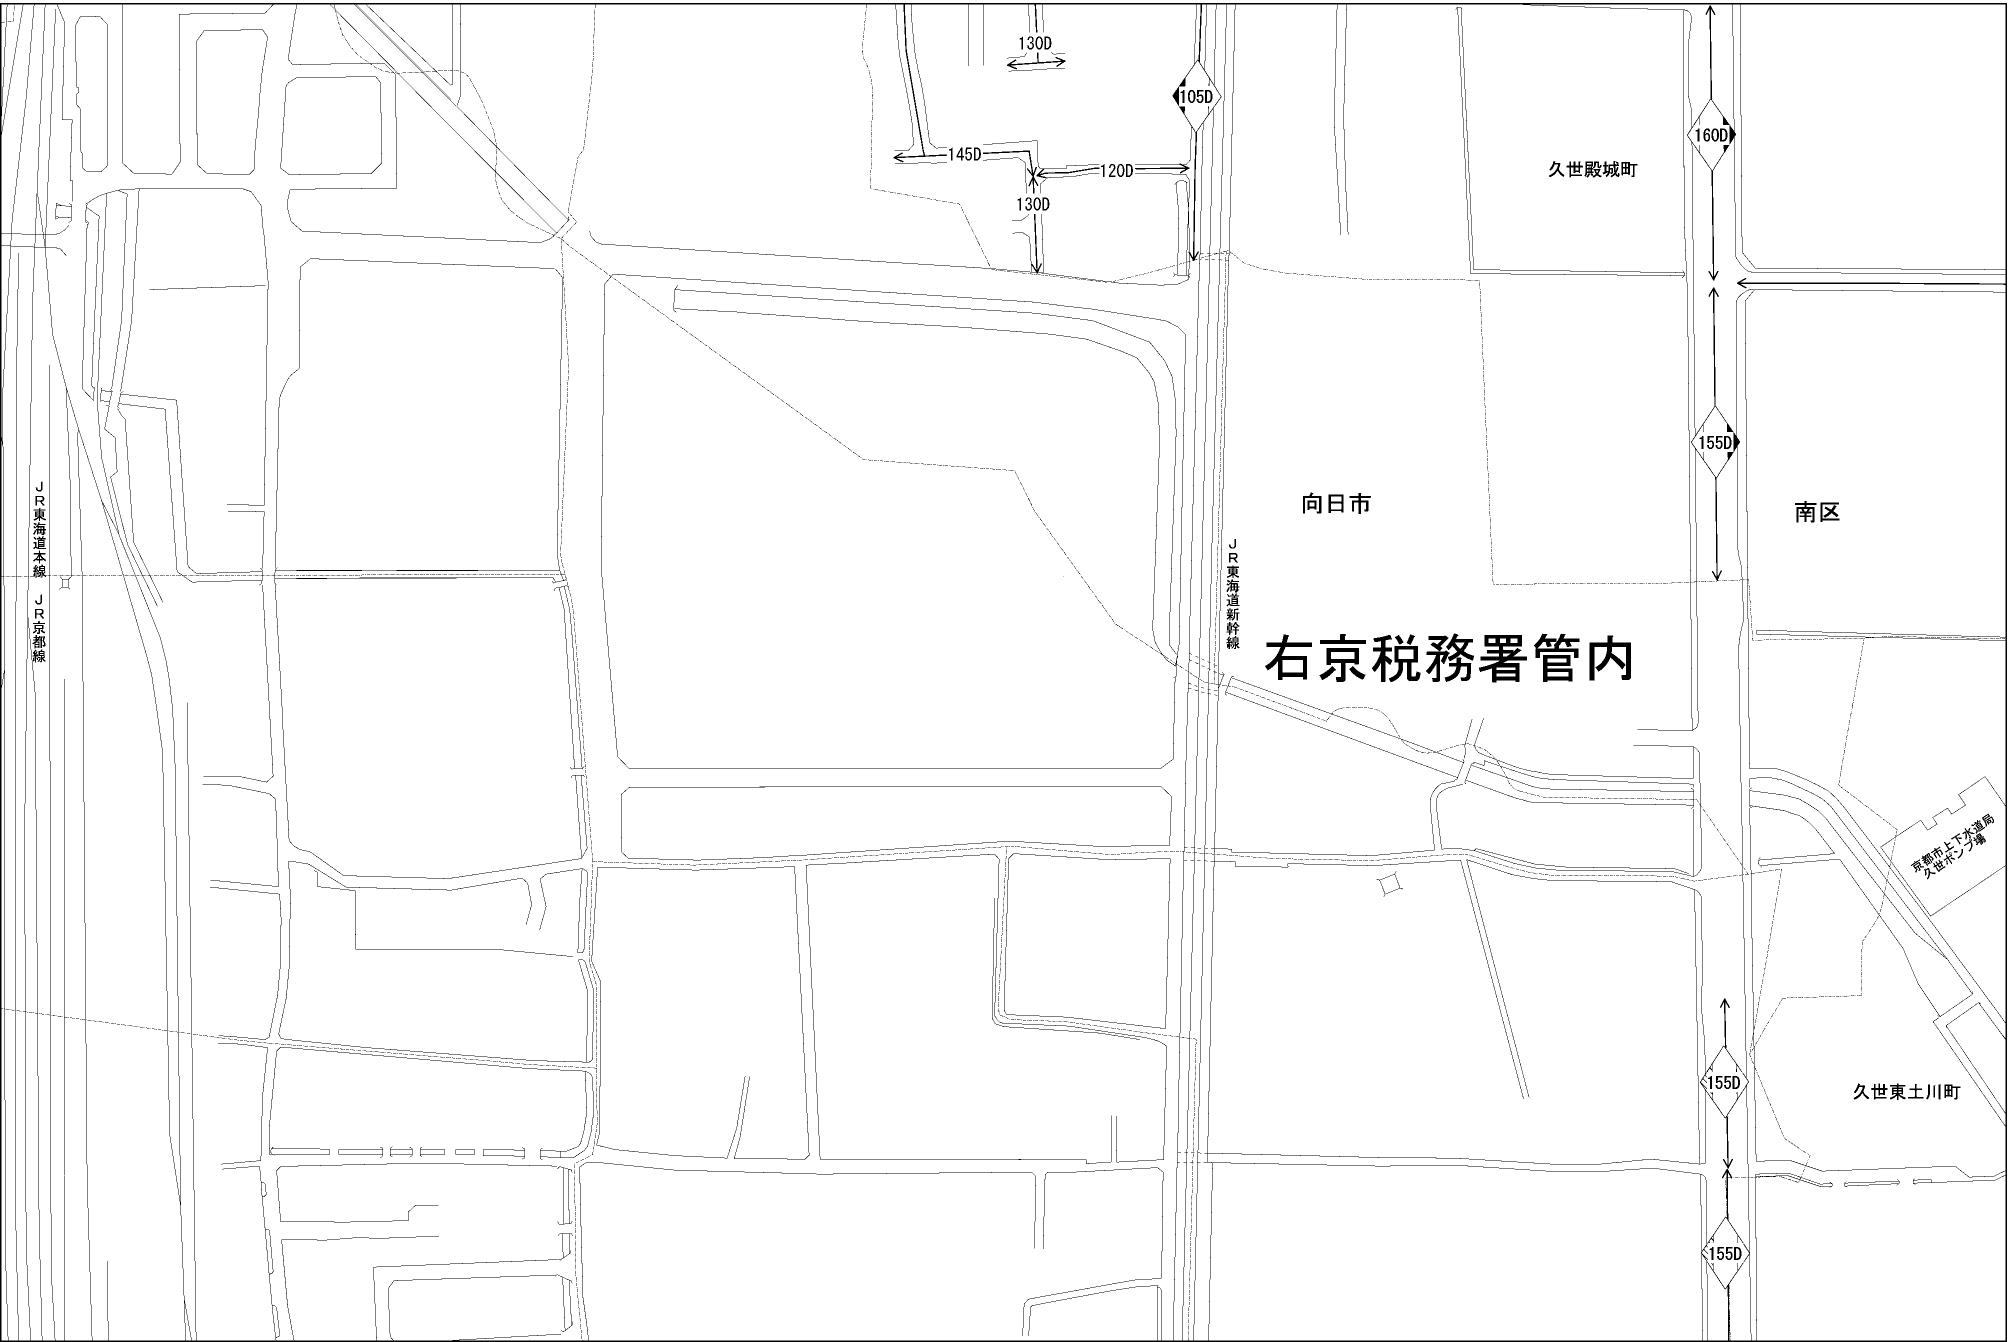 130D
105D
160D
145D
120D
久世殿城町
130D
155D
JR東海道本線 JR京都線
向日市
南区
JR東海道新幹線
右京税務署管内
京都市上下水道局
久世ポンプ場
155D
久世東土川町
155D